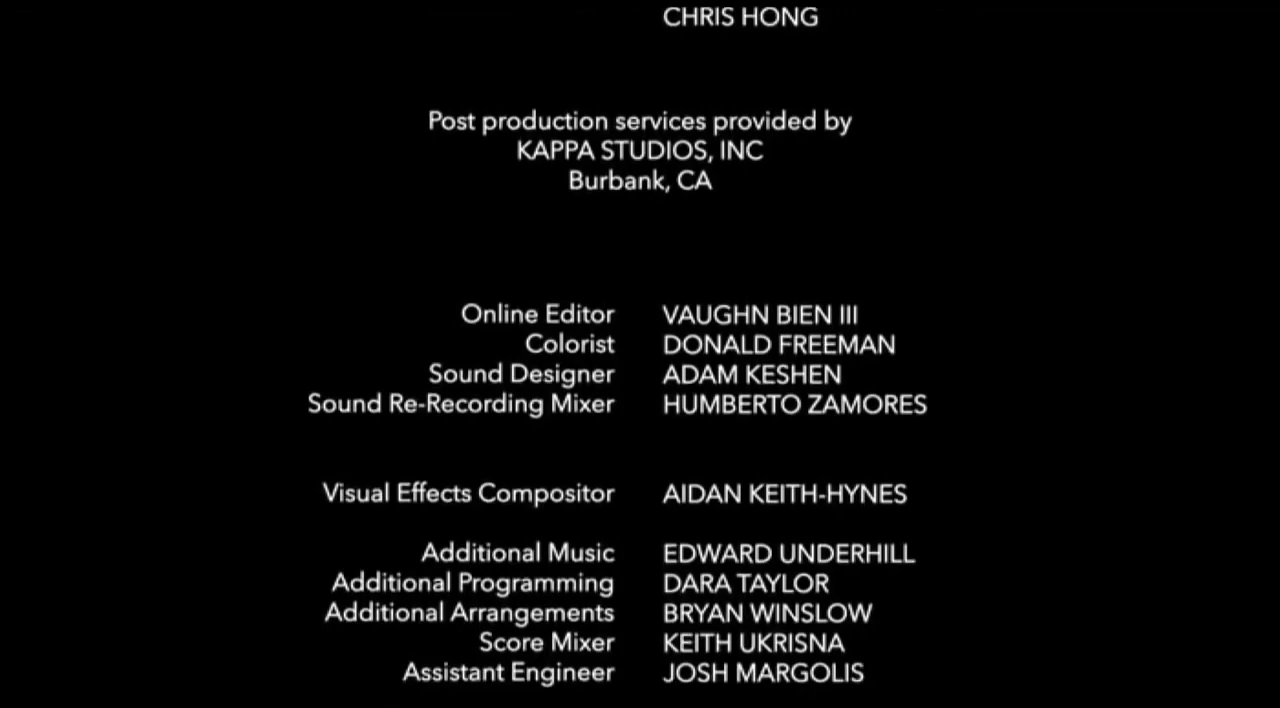 CHRIS HONG
Post production services provided by
KAPPA STUDIOS, INC
Burbank, CA
Online Editor VAUGHN BIEN III
Colorist DONALD FREEMAN
Sound Designer ADAM KESHEN
Sound Re-Recording Mixer HUMBERTO ZAMORES
Visual Effects Compositor AIDAN KEITH-HYNES
Additional Music EDWARD UNDERHILL
Additional Programming DARA TAYLOR
Additional Arrangements BRYAN WINSLOW
Score Mixer KEITH UKRISNA
Assistant Engineer JOSH MARGOLIS